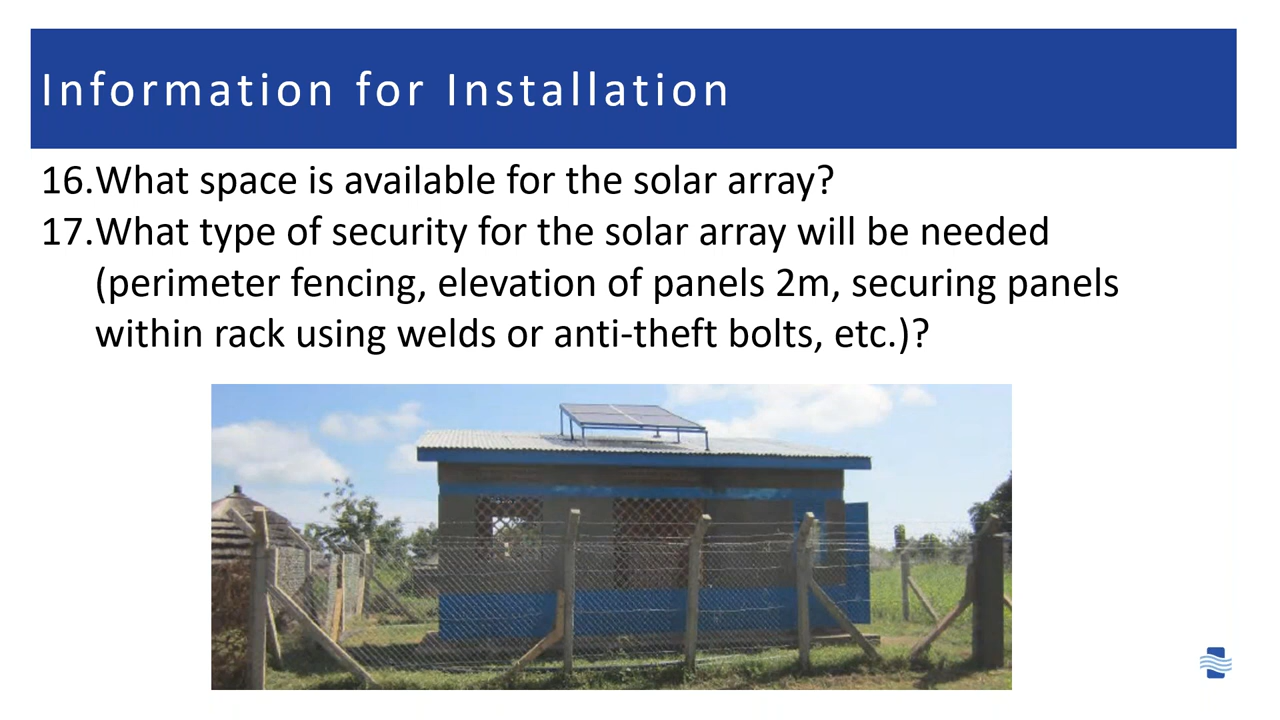 Information for Installation
16.What space is available for the solar array?
17.What type of security for the solar array will be needed
(perimeter fencing, elevation of panels 2m, securing panels
within rack using welds or anti-theft bolts, etc.)?